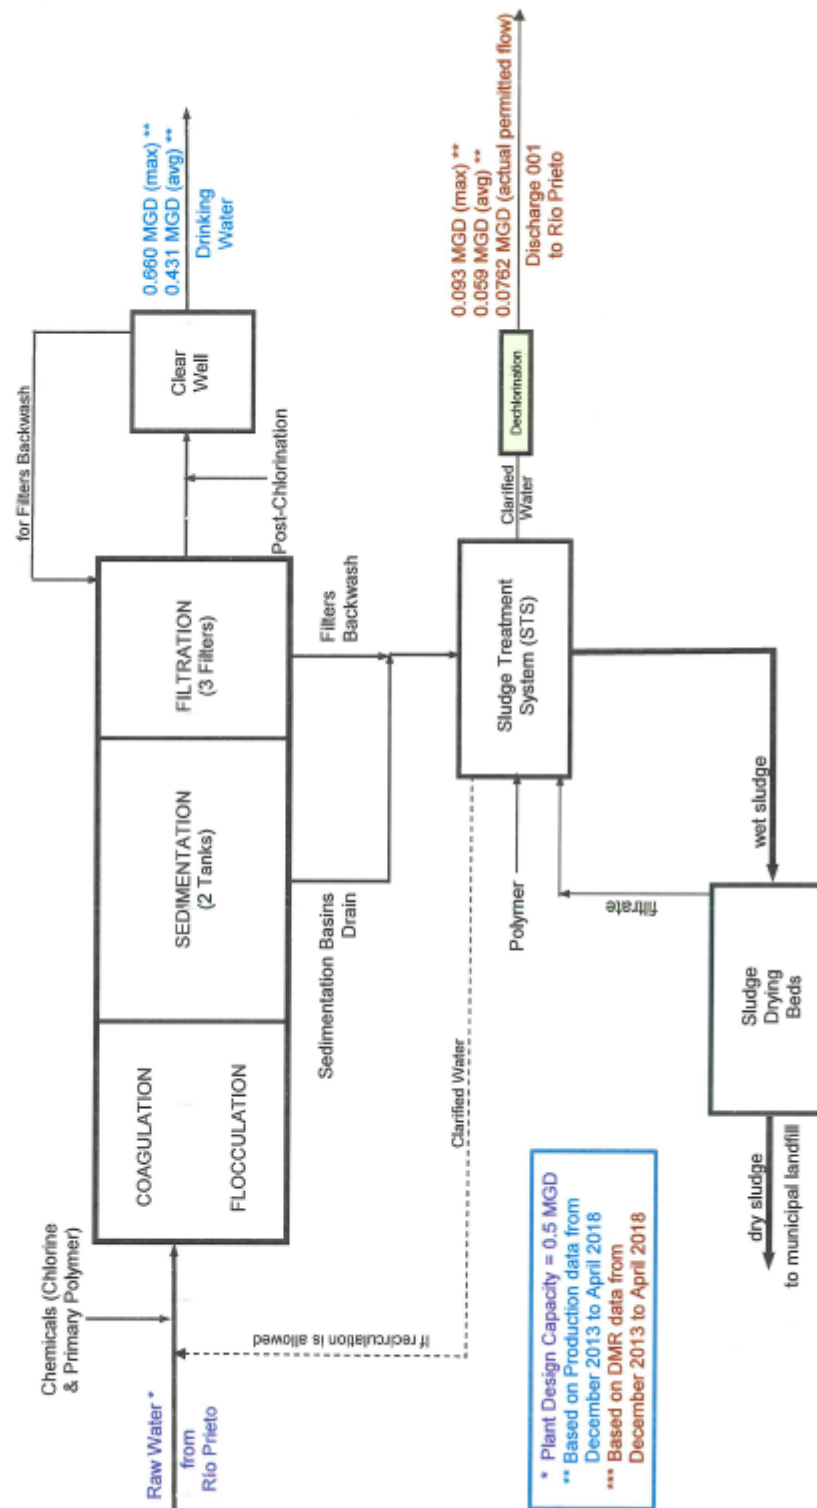 Chemicals (Chlorine
& Primary Polymer)
Raw Water *
from
Río Prieto
COAGULATION
FLOCCULATION
SEDIMENTATION
(2 Tanks)
FILTRATION
(3 Filters)
for Filters Backwash
Post-Chlorination
Clear
Well
0.660 MGD (max) **
0.431 MGD (avg) **
Drinking
Water
Sedimentation Basins
Drain
Filters
Backwash
If recirculation is allowed
Clarified Water
Polymer
Sludge Treatment
System (STS)
Clarified
Water
Dechlorination
0.093 MGD (max) **
0.059 MGD (avg) **
0.0762 MGD (actual permitted flow)
Discharge 001
to Río Prieto
filtrate
wet sludge
Sludge
Drying
Beds
dry sludge
to municipal landfill
* Plant Design Capacity = 0.5 MGD
** Based on Production data from
December 2013 to April 2018
*** Based on DMR data from
December 2013 to April 2018